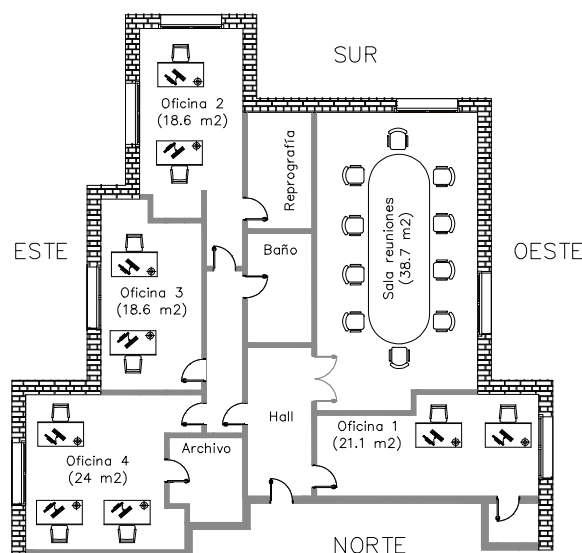 SUR
Oficina 2
(18.6 m2)
Reprografía
Sala reuniones
(38.7 m2)
ESTE
Baño
OESTE
Oficina 3
(18.6 m2)
Hall
Oficina 1
(21.1 m2)
Archivo
Oficina 4
(24 m2)
NORTE